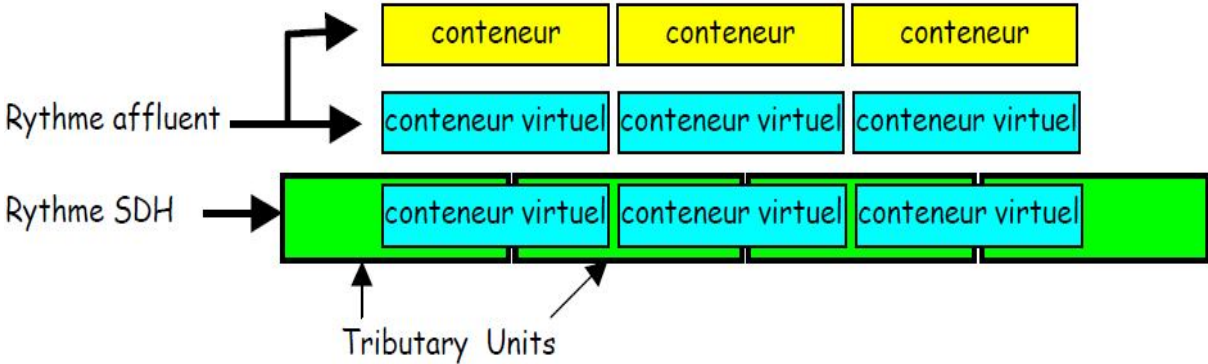 conteneur conteneur conteneur
Rythme affluent conteneur virtuel conteneur virtuel conteneur virtuel
Rythme SDH conteneur virtuel conteneur virtuel conteneur virtuel
Tributary Units